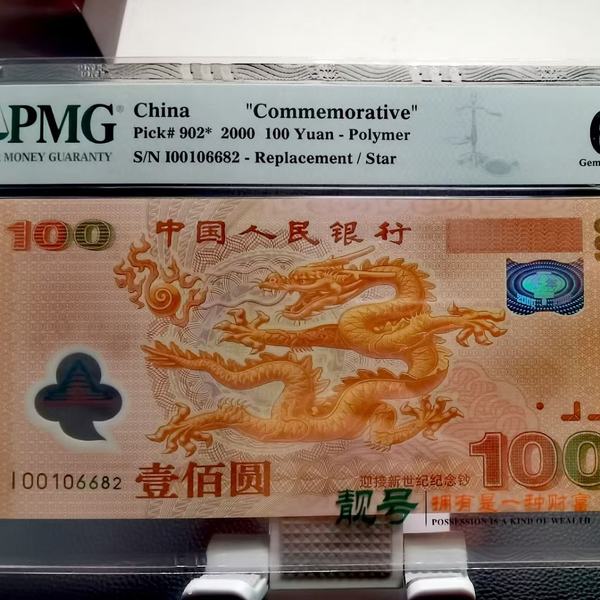 PMG
China "Commemorative"
Pick# 902* 2000 100 Yuan - Polymer
MONEY GUARANTY
S/N I00106682 - Replacement / Star
Gem
100
中国人民银行
2000
I00106682
壹佰圆
迎接新世纪纪念钞
100
靓号
拥有是一种财富
POSSESSION IS A KIND OF WEALTH